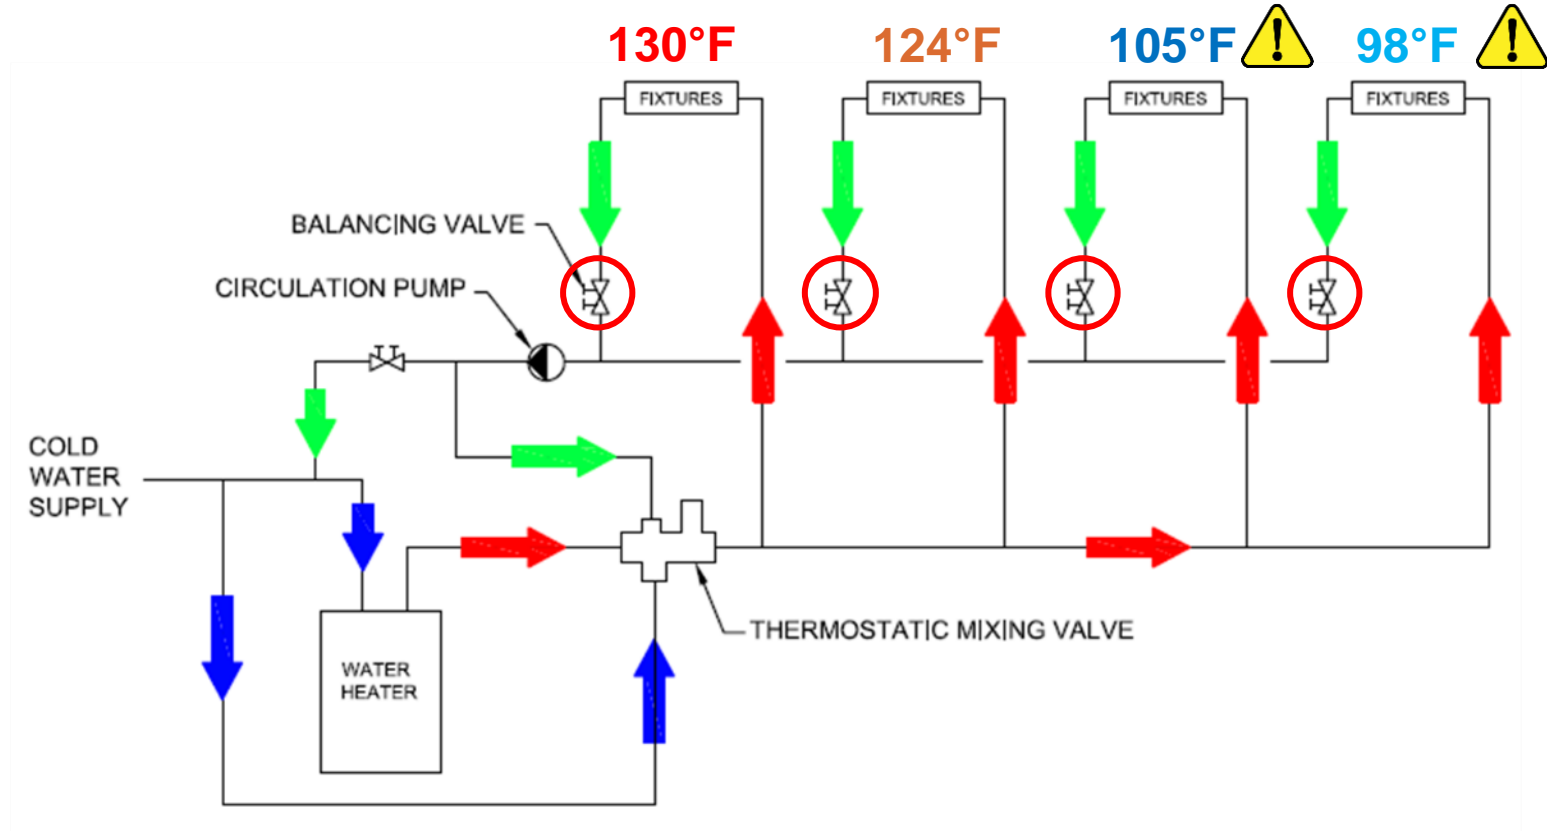 130°F
124°F
105°F
98°F
FIXTURES
FIXTURES
FIXTURES
FIXTURES
BALANCING VALVE
CIRCULATION PUMP
COLD
WATER
SUPPLY
THERMOSTATIC MIXING VALVE
WATER
HEATER